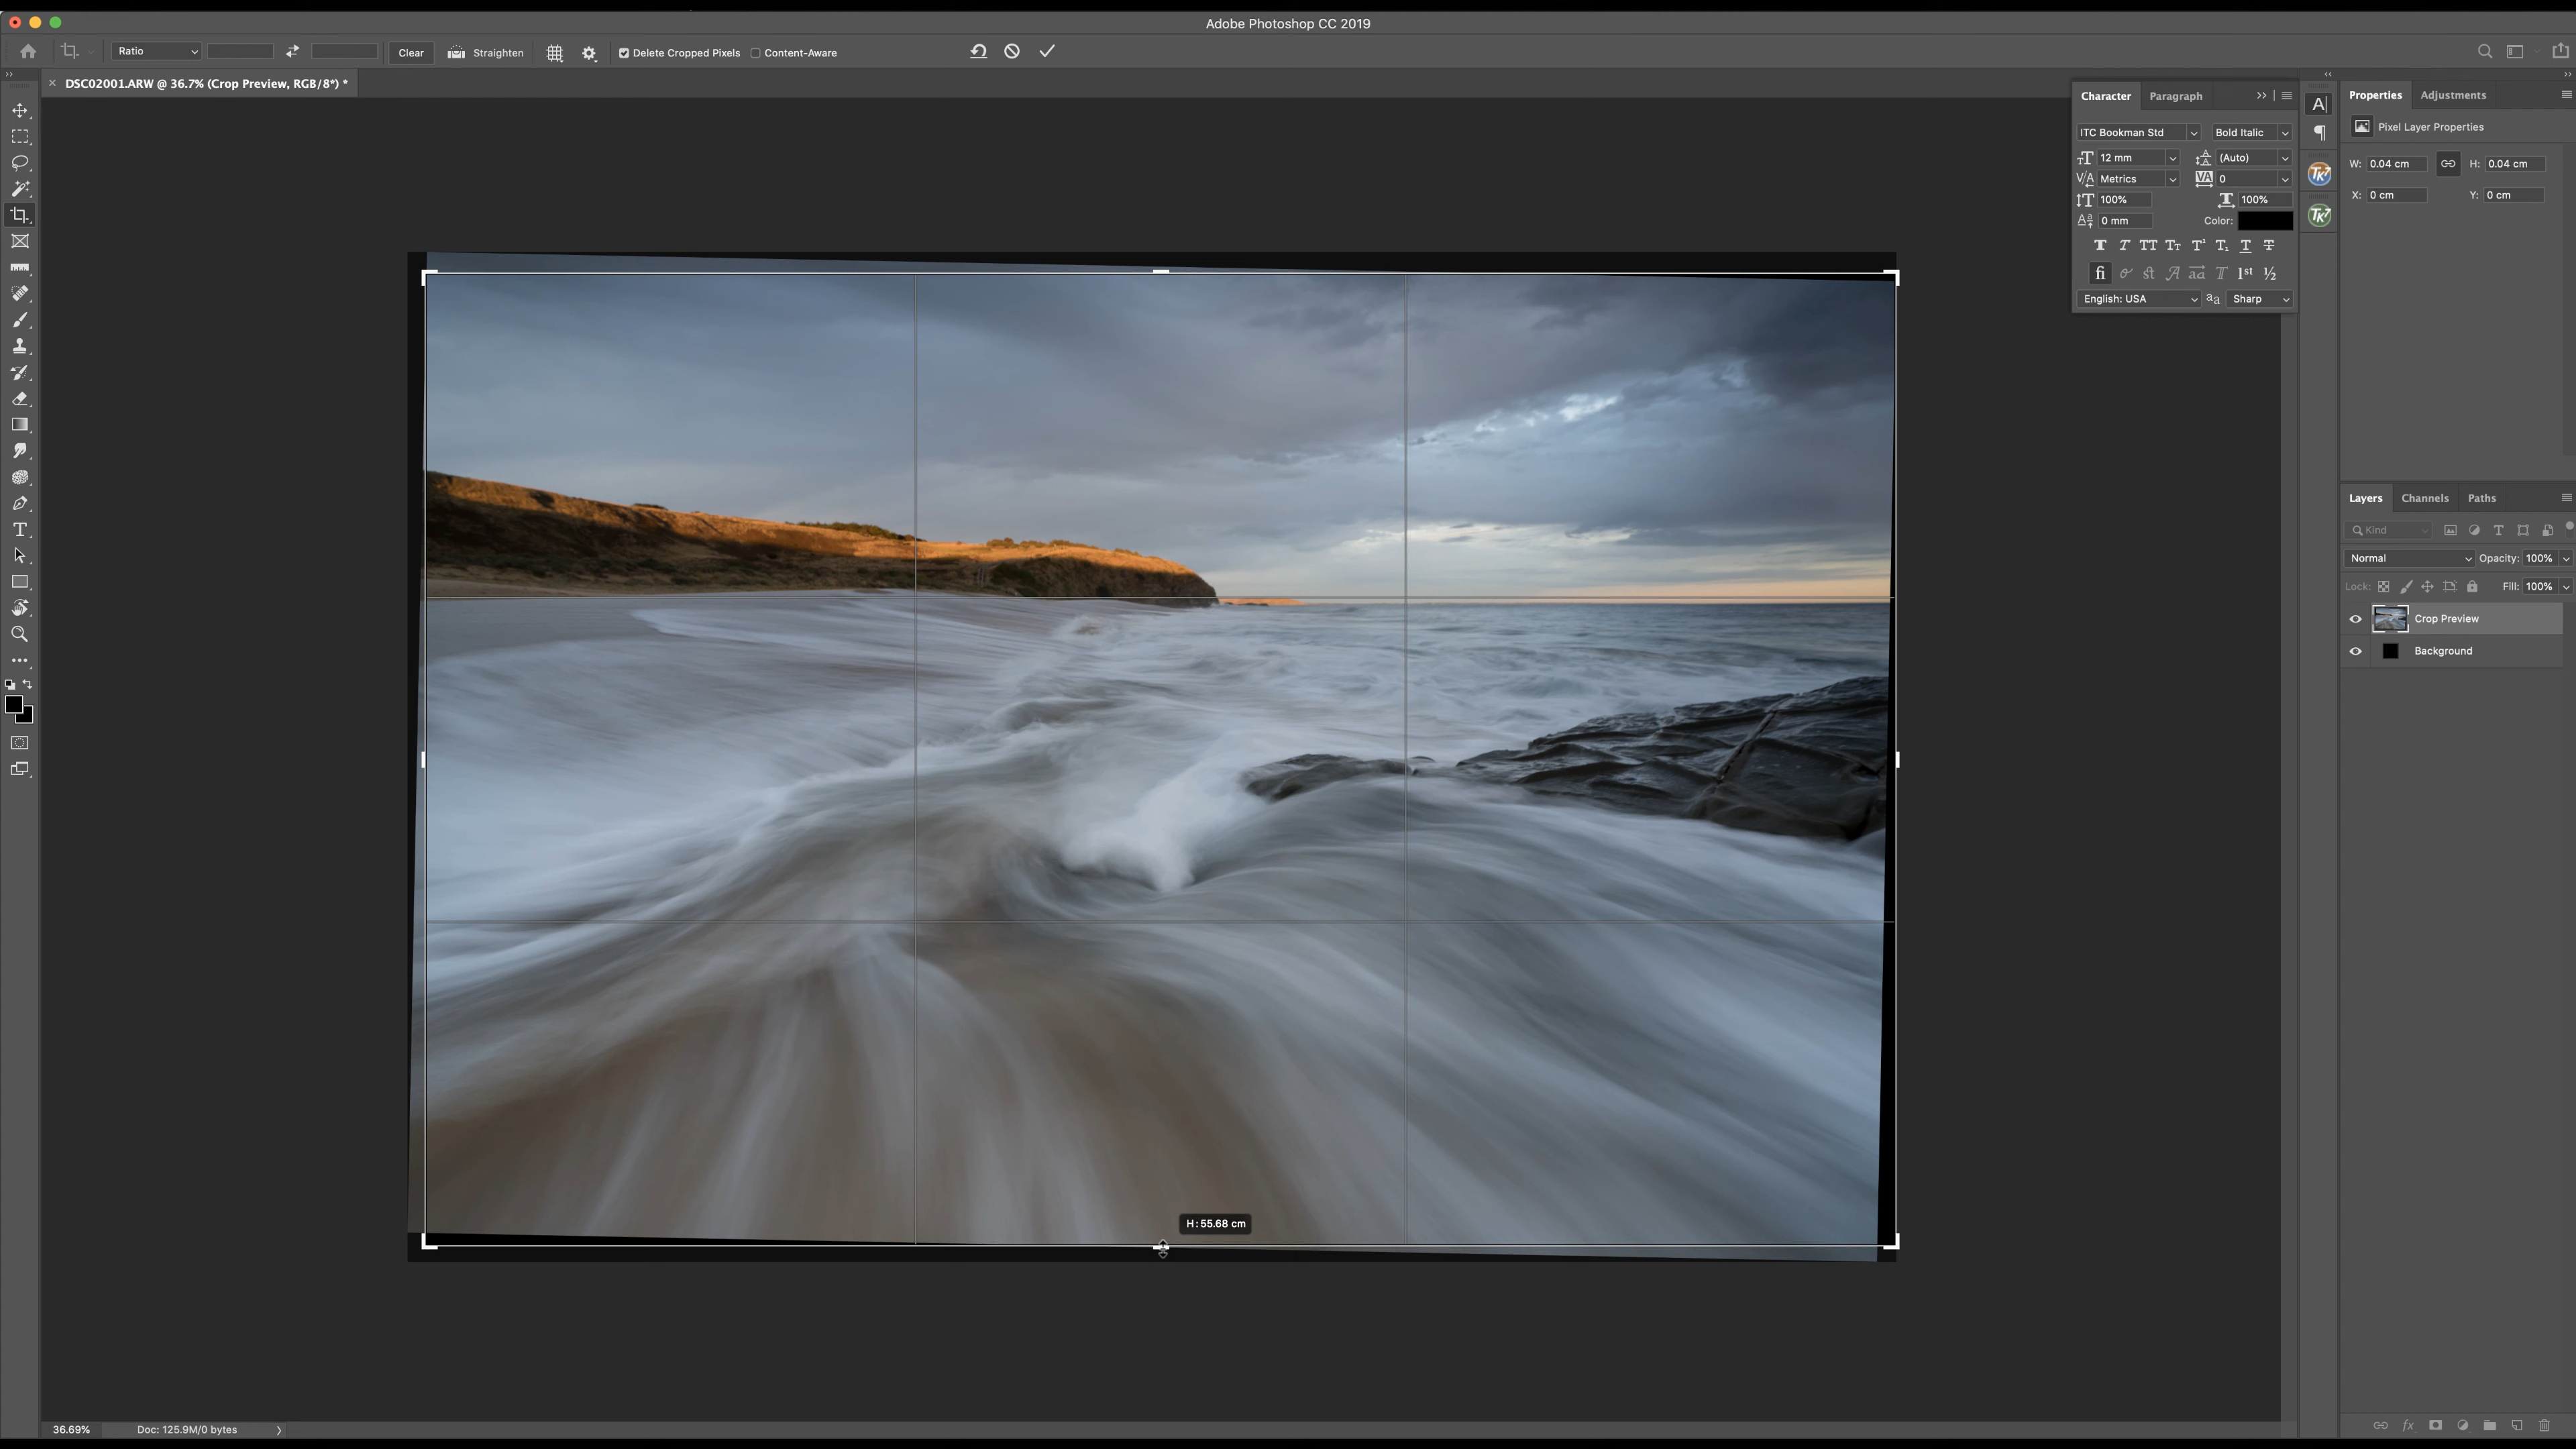 Adobe Photoshop CC 2019
Ratio
Clear
Straighten
Delete Cropped Pixels
Content-Aware
DSC02001.ARW @ 36.7% (Crop Preview, RGB/8*) *
Character
Paragraph
ITC Bookman Std
Bold Italic
12 mm
(Auto)
Metrics
0
100%
100%
0 mm
Color:
English: USA
Sharp
Properties
Adjustments
Pixel Layer Properties
W: 0.04 cm
H: 0.04 cm
X: 0 cm
Y: 0 cm
Layers
Channels
Paths
Kind
Normal
Opacity: 100%
Lock:
Fill: 100%
Crop Preview
Background
H: 55.68 cm
36.69%
Doc: 125.9M/0 bytes